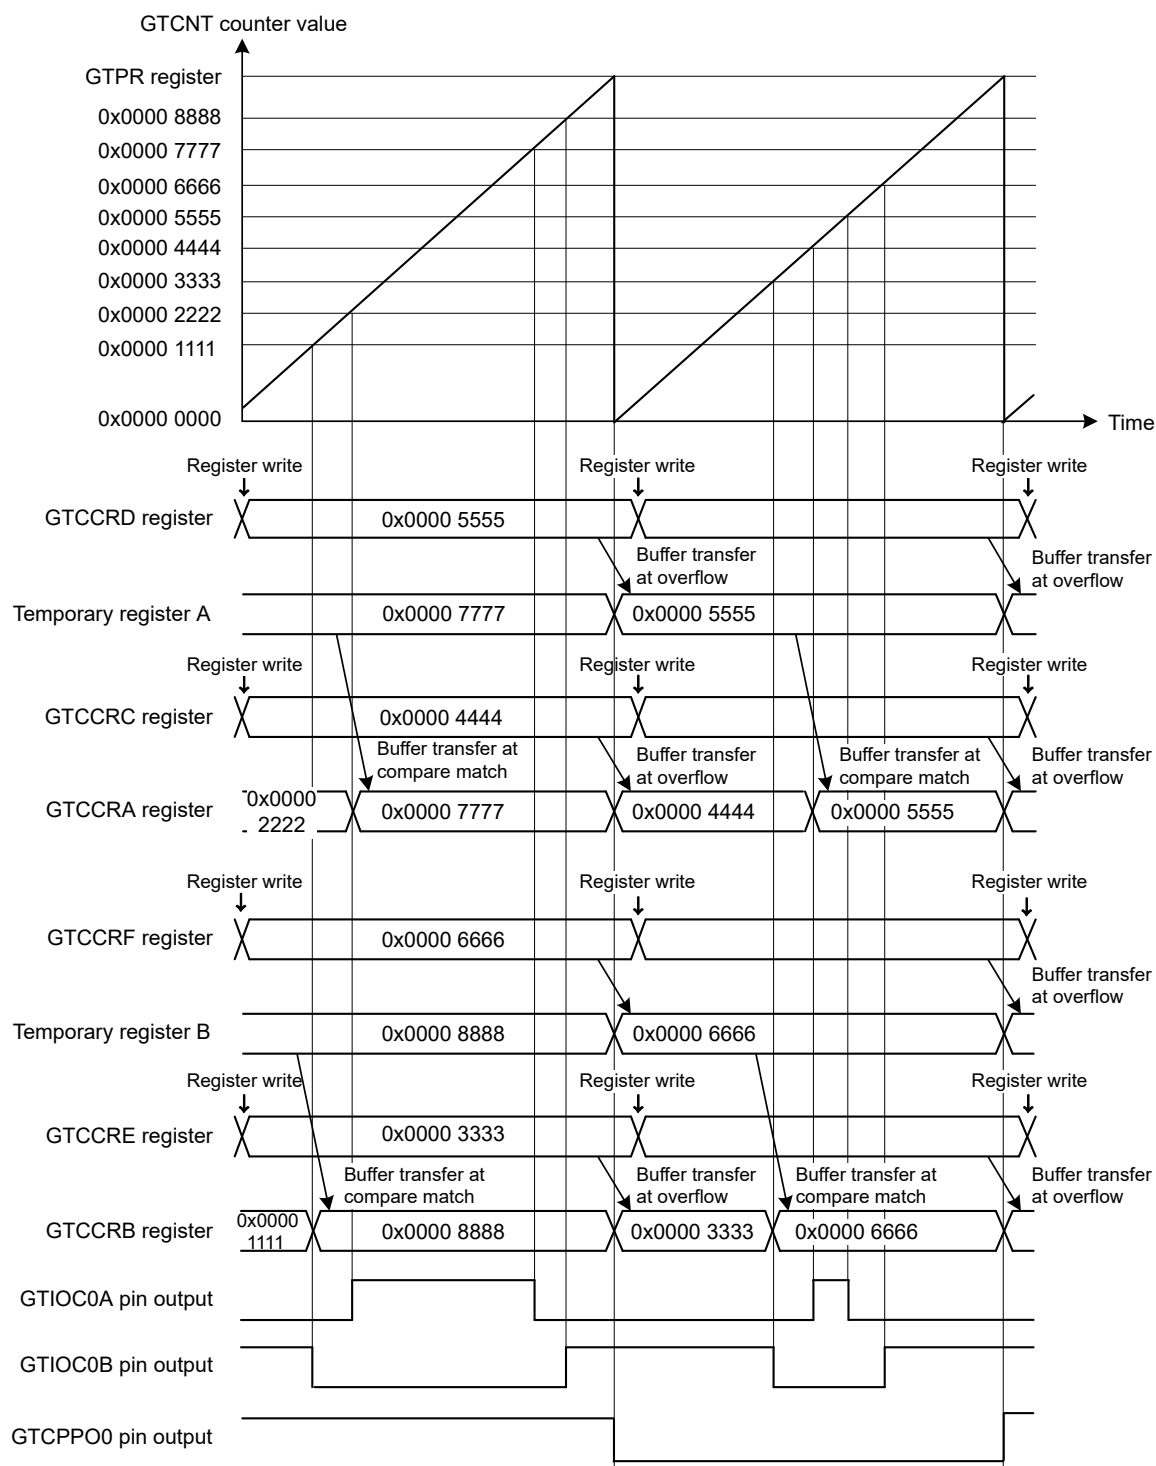 GTCNT counter value
GTPR register
0x0000 8888
0x0000 7777
0x0000 6666
0x0000 5555
0x0000 4444
0x0000 3333
0x0000 2222
0x0000 1111
0x0000 0000
Time
Register write
Register write
Register write
GTCCRD register
0x0000 5555
Buffer transfer
at overflow
Buffer transfer
at overflow
Temporary register A
0x0000 7777
0x0000 5555
Register write
Register write
Register write
GTCCRC register
0x0000 4444
Buffer transfer at
compare match
Buffer transfer
at overflow
Buffer transfer at
compare match
Buffer transfer
at overflow
GTCCRA register
0x0000
2222
0x0000 7777
0x0000 4444
0x0000 5555
Register write
Register write
Register write
GTCCRF register
0x0000 6666
Buffer transfer
at overflow
Temporary register B
0x0000 8888
0x0000 6666
Register write
Register write
Register write
GTCCRE register
0x0000 3333
Buffer transfer at
compare match
Buffer transfer
at overflow
Buffer transfer at
compare match
Buffer transfer
at overflow
GTCCRB register
0x0000
1111
0x0000 8888
0x0000 3333
0x0000 6666
GTIOC0A pin output
GTIOC0B pin output
GTCPPO0 pin output